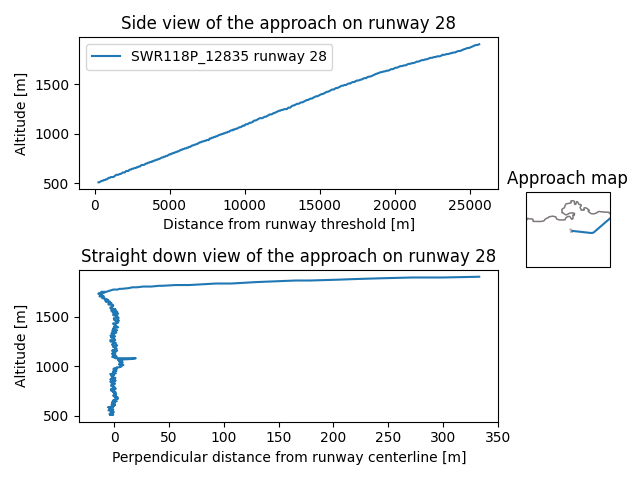 Side view of the approach on runway 28
SWR118P_12835 runway 28
Altitude [m]
1500
1000
500
0 5000 10000 15000 20000 25000
Distance from runway threshold [m]
Approach map
Straight down view of the approach on runway 28
Altitude [m]
1500
1000
500
0 50 100 150 200 250 300 350
Perpendicular distance from runway centerline [m]